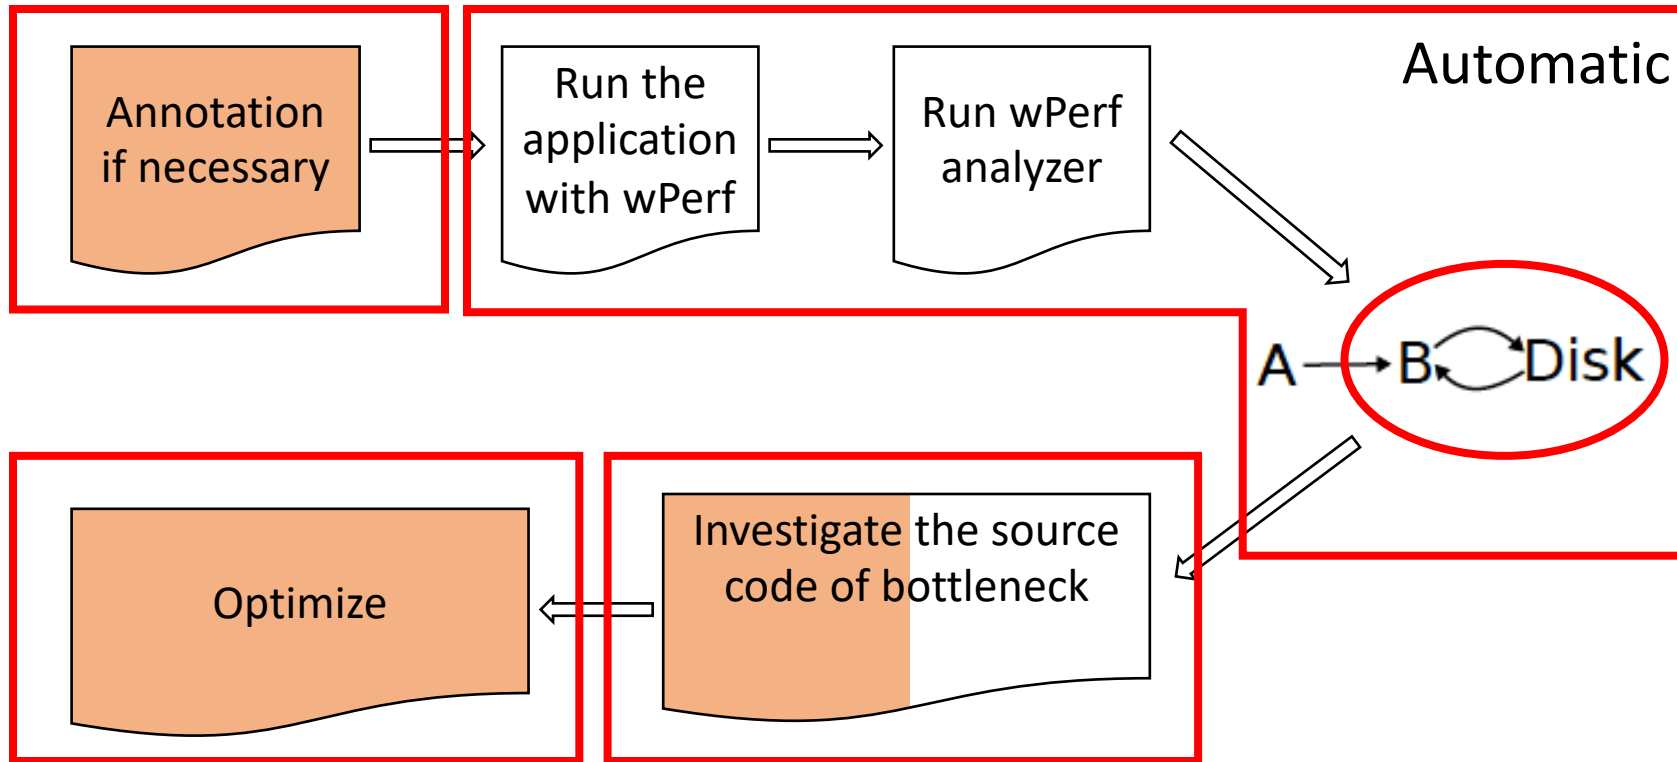 Annotation
if necessary
Run the
application
with wPerf
Run wPerf
analyzer
Automatic
A B Disk
Optimize
Investigate the source
code of bottleneck